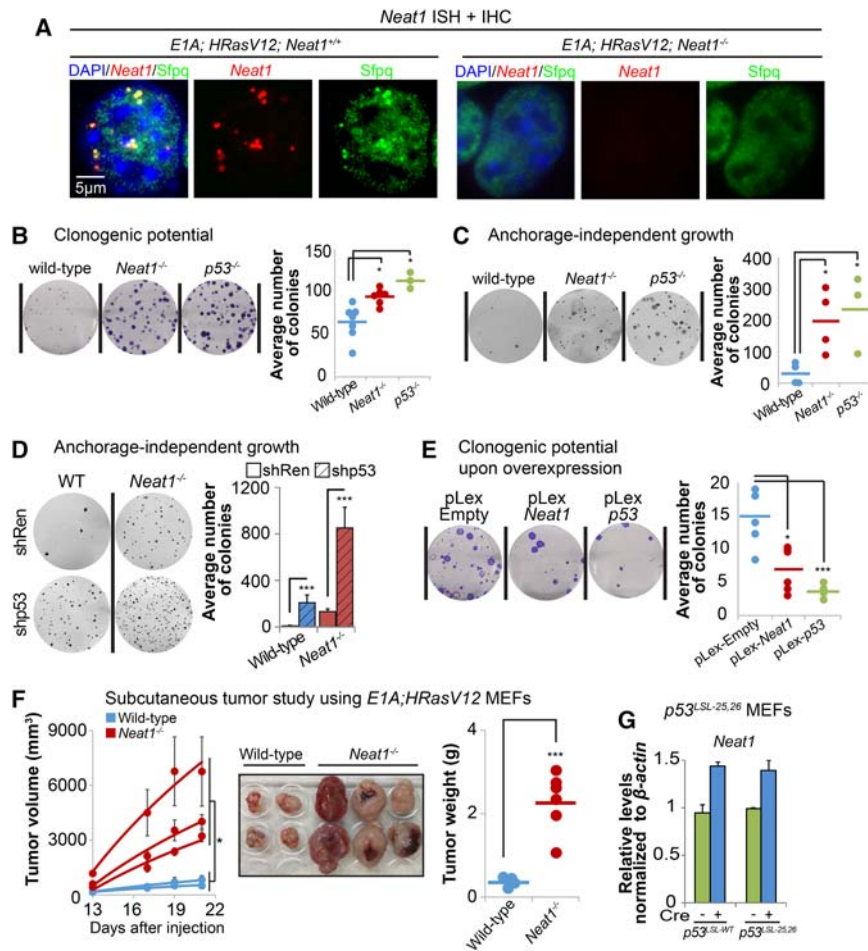 Neat1 ISH + IHC
A
E1A; HRasV12; Neat1+/+
E1A; HRasV12; Neat1-/-
DAPI/Neat1/Sfpq
Neat1
Sfpq
DAPI/Neat1/Sfpq
Neat1
Sfpq
5µm
B Clonogenic potential
wild-type
Neat1-/-
p53-/-
Average number
of colonies
150
100
50
0
*
*
Wild-type
Neat1-/-
p53-/-
C Anchorage-independent growth
wild-type
Neat1-/-
p53-/-
Average number
of colonies
400
300
200
100
0
*
*
Wild-type
Neat1-/-
p53-/-
D Anchorage-independent growth
WT
Neat1-/-
shRen
shp53
shRen
shp53
Average number
of colonies
1200
800
400
0
***
***
Wild-type
Neat1-/-
E Clonogenic potential
upon overexpression
pLex
Empty
pLex
Neat1
pLex
p53
Average number
of colonies
20
15
10
5
0
*
***
pLex-Empty
pLex-Neat1
pLex-p53
F Subcutaneous tumor study using E1A;HRasV12 MEFs
Tumor volume (mm³)
9000
6000
3000
0
Wild-type
Neat1-/-
*
13
16
19
22
Days after injection
Wild-type
Neat1-/-
Tumor weight (g)
4
3
2
1
0
***
Wild-type
Neat1-/-
G
p53LSL-25,26 MEFs
Neat1
Relative levels
normalized to β-actin
1.5
1
0.5
0
Cre - + - +
p53LSL-WT
p53LSL-25,26